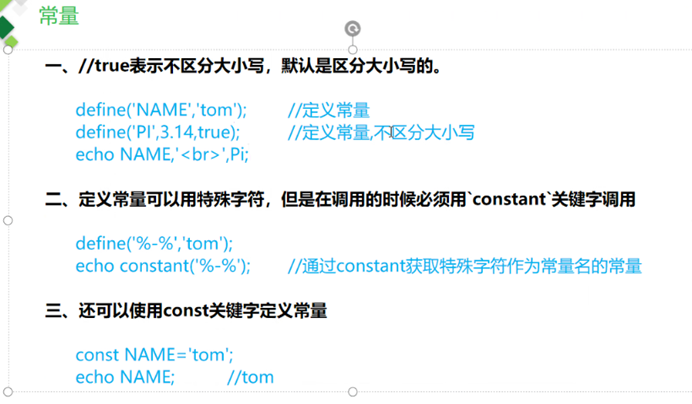 常量
一、//true表示不区分大小写，默认是区分大小写的。
define('NAME','tom'); //定义常量
define('PI',3.14,true); //定义常量,不区分大小写
echo NAME,'<br>',Pi;
二、定义常量可以用特殊字符，但是在调用的时候必须用`constant`关键字调用
define('%-%','tom');
echo constant('%-%'); //通过constant获取特殊字符作为常量名的常量
三、还可以使用const关键字定义常量
const NAME='tom';
echo NAME; //tom